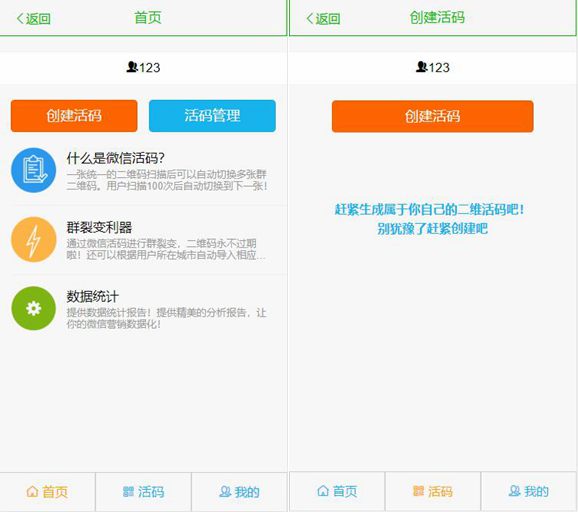 返回
首页
123
创建活码
活码管理
什么是微信活码?
一张统一的二维码扫描后可以自动切换多张群
二维码。用户扫描100次后自动切换到下一张!
群裂变利器
通过微信活码进行群裂变，二维码永不过期
啦！还可以根据用户所在城市自动导入相应...
数据统计
提供数据统计报告！提供精美的分析报告，让
你的微信营销数据化!
首页
活码
我的
返回
创建活码
123
创建活码
赶紧生成属于你自己的二维活码吧!
别犹豫了赶紧创建吧
首页
活码
我的